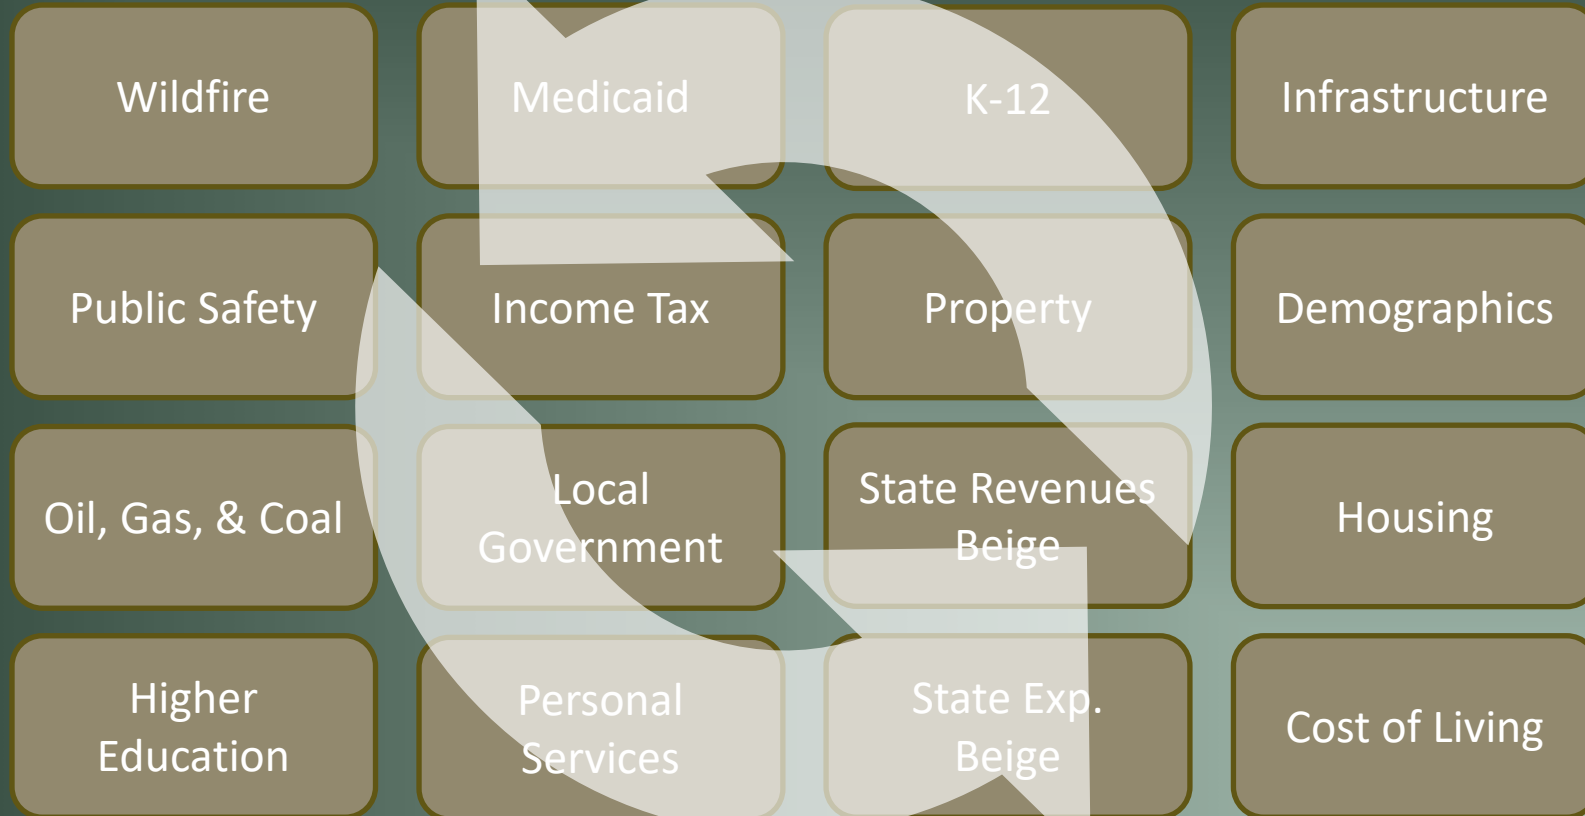 Wildfire
Medicaid
K-12
Infrastructure
Public Safety
Income Tax
Property
Demographics
Oil, Gas, & Coal
Local
Government
State Revenues
Beige
Housing
Higher
Education
Personal
Services
State Exp.
Beige
Cost of Living